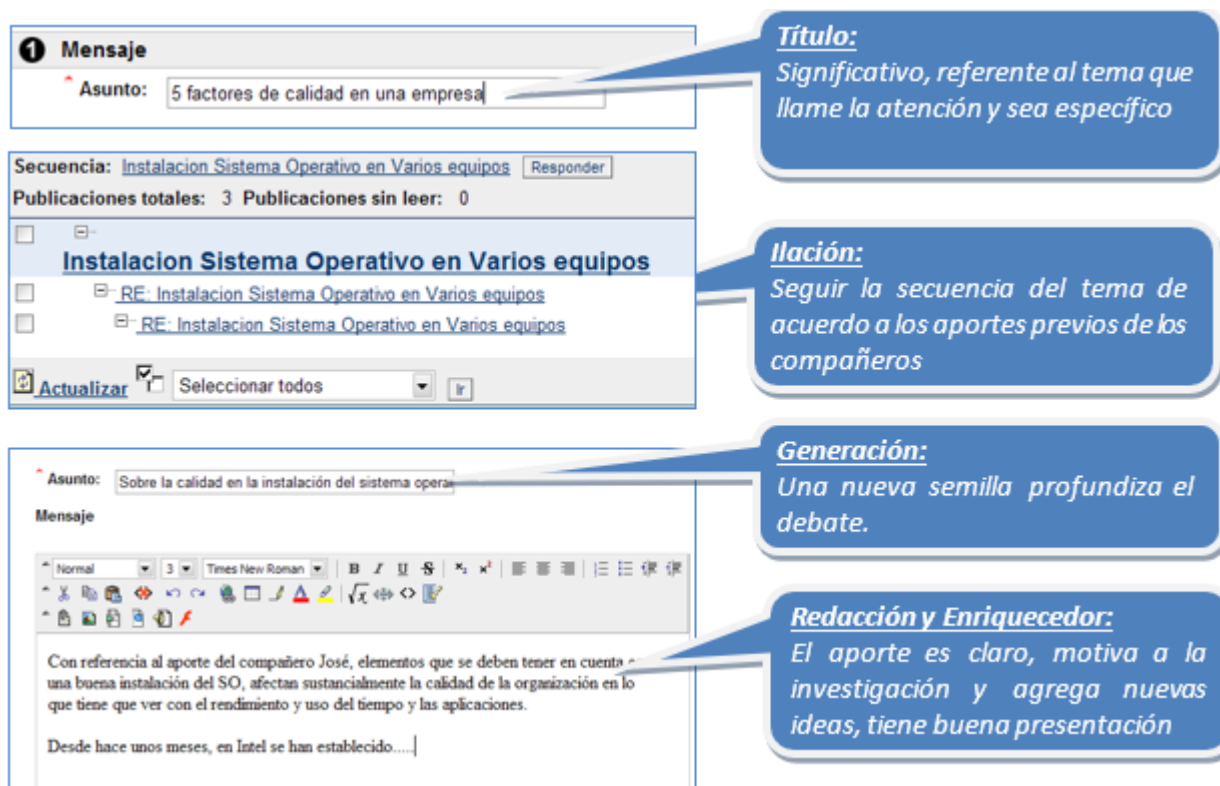 1 Mensaje
* Asunto: 5 factores de calidad en una empresa
Título:
Significativo, referente al tema que
llame la atención y sea específico
Secuencia: Instalacion Sistema Operativo en Varios equipos Responder
Publicaciones totales: 3 Publicaciones sin leer: 0
Instalacion Sistema Operativo en Varios equipos
RE: Instalacion Sistema Operativo en Varios equipos
RE: Instalacion Sistema Operativo en Varios equipos
Actualizar Seleccionar todos Ir
Ilación:
Seguir la secuencia del tema de
acuerdo a los aportes previos de los
compañeros
* Asunto: Sobre la calidad en la instalación del sistema opera
Mensaje
Normal 3 Times New Roman B I U S x₂ x²
Con referencia al aporte del compañero José, elementos que se deben tener en cuenta
una buena instalación del SO, afectan sustancialmente la calidad de la organización en lo
que tiene que ver con el rendimiento y uso del tiempo y las aplicaciones.
Desde hace unos meses, en Intel se han establecido.....
Generación:
Una nueva semilla profundiza el
debate.
Redacción y Enriquecedor:
El aporte es claro, motiva a la
investigación y agrega nuevas
ideas, tiene buena presentación